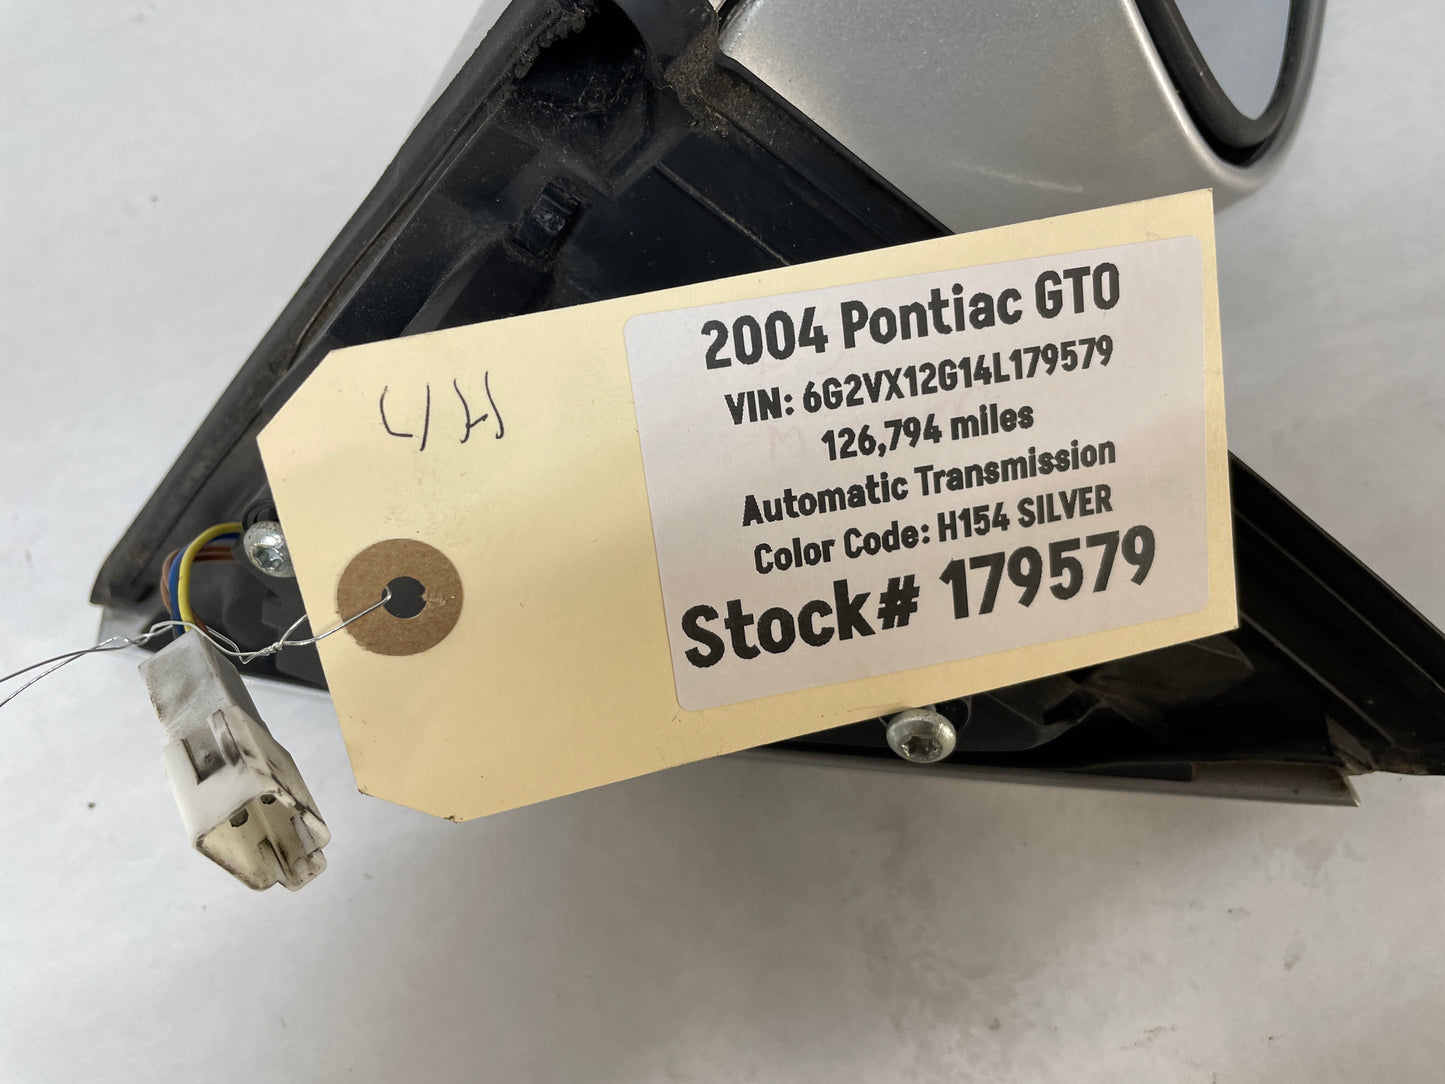 2004 Pontiac GTO
VIN: 6G2VX12G14L179579
126,794 miles
Automatic Transmission
Color Code: H154 SILVER
Stock# 179579